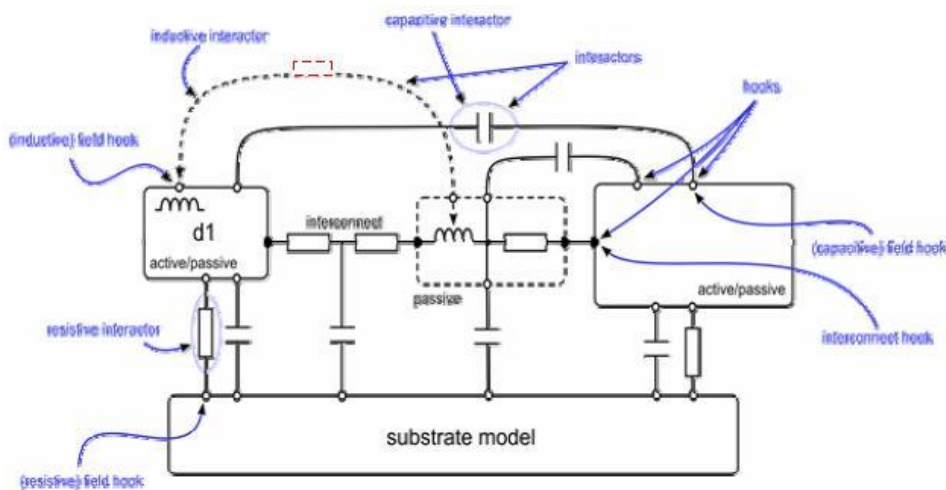 capacitive interactor
inductive interactor
interactors
hooks
(inductive) field hook
d1
active/passive
interconnect
passive
(capacitive) field hook
active/passive
resistive interactor
interconnect hook
substrate model
(resistive) field hook